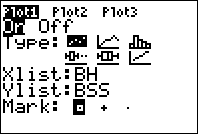 Plot1 Plot2 Plot3
On Off
Type:
Xlist:BH
Ylist:BSS
Mark: